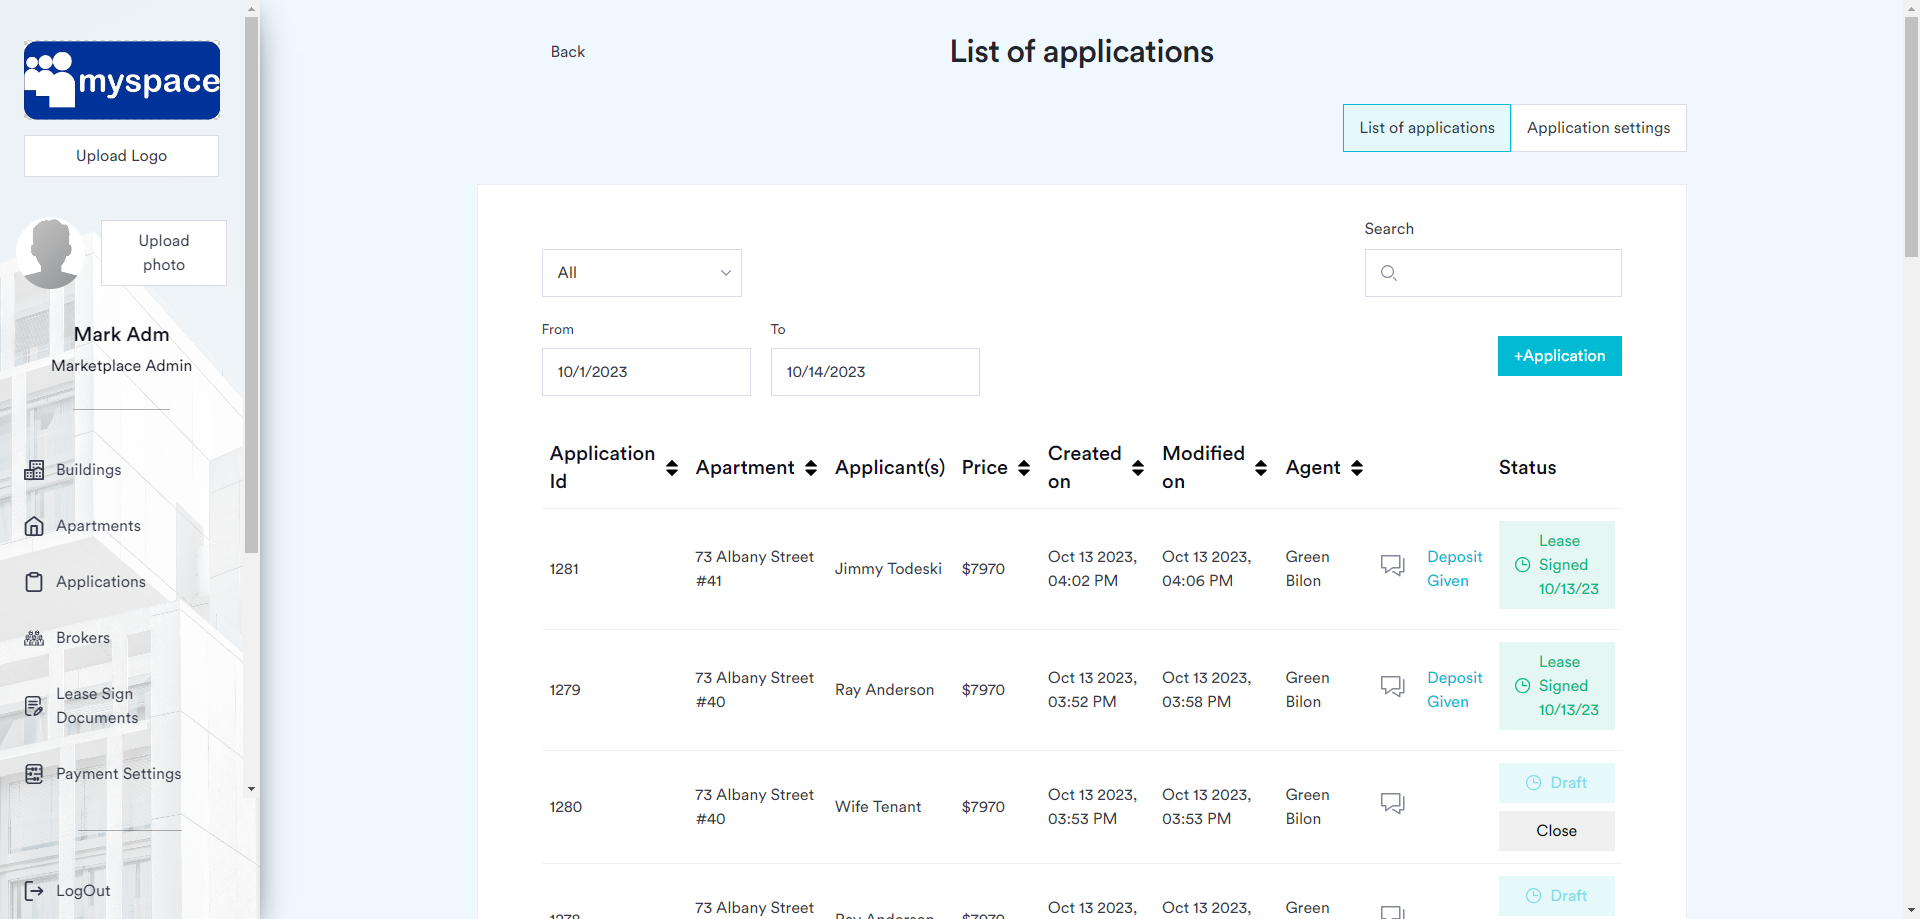 myspace
Upload Logo
Upload
photo
Mark Adm
Marketplace Admin
Buildings
Apartments
Applications
Brokers
Lease Sign
Documents
Payment Settings
LogOut
Back
List of applications
List of applications
Application settings
Search
All
From
To
10/1/2023
10/14/2023
+Application
Application
Id
Apartment
Applicant(s)
Price
Created
on
Modified
on
Agent
Status
1281
73 Albany Street
#41
Jimmy Todeski
$7970
Oct 13 2023,
04:02 PM
Oct 13 2023,
04:06 PM
Green
Bilon
Deposit
Given
Lease
Signed
10/13/23
1279
73 Albany Street
#40
Ray Anderson
$7970
Oct 13 2023,
03:52 PM
Oct 13 2023,
03:58 PM
Green
Bilon
Deposit
Given
Lease
Signed
10/13/23
1280
73 Albany Street
#40
Wife Tenant
$7970
Oct 13 2023,
03:53 PM
Oct 13 2023,
03:53 PM
Green
Bilon
Draft
Close
1278
73 Albany Street
Ray Anderson
$7970
Oct 13 2023,
Oct 13 2023,
Green
Draft